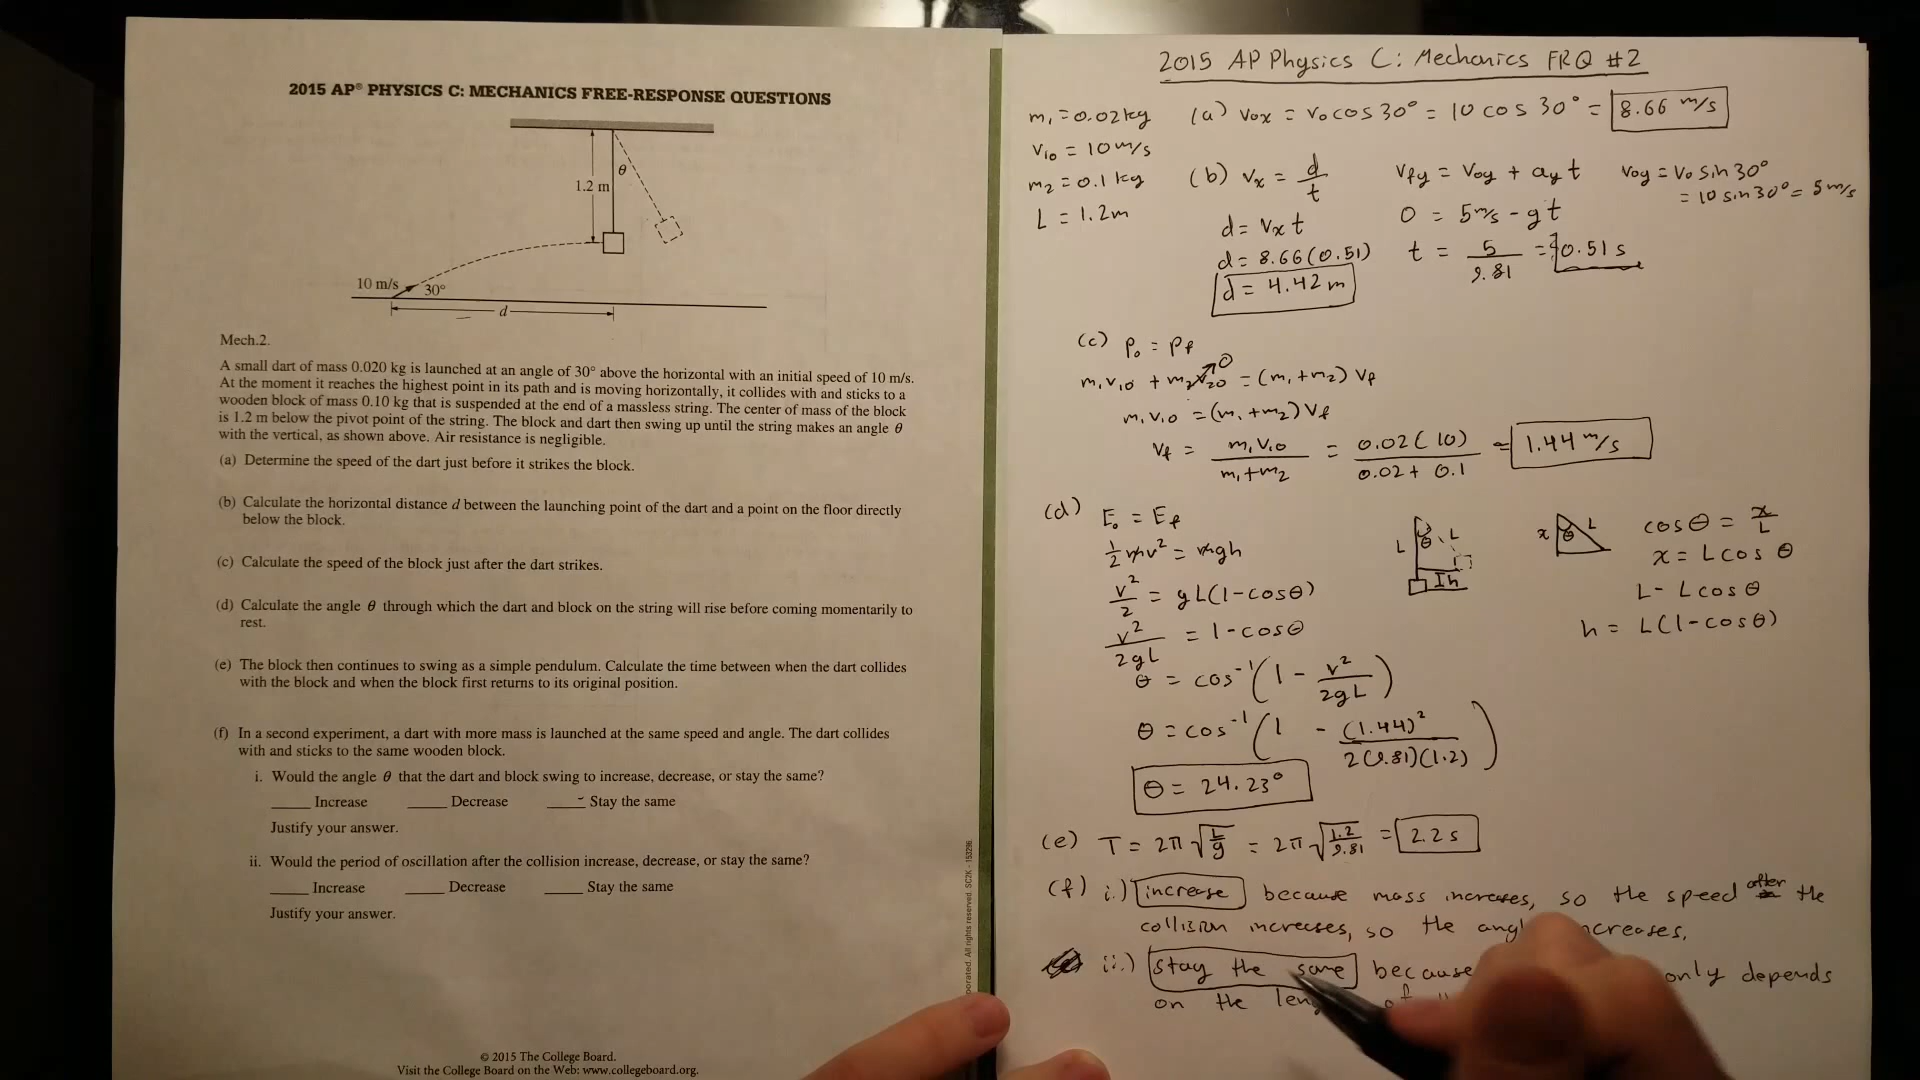 2015 AP® PHYSICS C: MECHANICS FREE-RESPONSE QUESTIONS
θ
1.2 m
10 m/s
30°
d
Mech.2.
A small dart of mass 0.020 kg is launched at an angle of 30° above the horizontal with an initial speed of 10 m/s.
At the moment it reaches the highest point in its path and is moving horizontally, it collides with and sticks to a
wooden block of mass 0.10 kg that is suspended at the end of a massless string. The center of mass of the block
is 1.2 m below the pivot point of the string. The block and dart then swing up until the string makes an angle θ
with the vertical, as shown above. Air resistance is negligible.
(a) Determine the speed of the dart just before it strikes the block.
(b) Calculate the horizontal distance d between the launching point of the dart and a point on the floor directly
below the block.
(c) Calculate the speed of the block just after the dart strikes.
(d) Calculate the angle θ through which the dart and block on the string will rise before coming momentarily to
rest.
(e) The block then continues to swing as a simple pendulum. Calculate the time between when the dart collides
with the block and when the block first returns to its original position.
(f) In a second experiment, a dart with more mass is launched at the same speed and angle. The dart collides
with and sticks to the same wooden block.
i. Would the angle θ that the dart and block swing to increase, decrease, or stay the same?
____ Increase ____ Decrease ____ Stay the same
Justify your answer.
ii. Would the period of oscillation after the collision increase, decrease, or stay the same?
____ Increase ____ Decrease ____ Stay the same
Justify your answer.
© 2015 The College Board.
Visit the College Board on the Web: www.collegeboard.org.
porated. All rights reserved. SC2K - 153296
2015 AP Physics C: Mechanics FRQ #2
m₁ = 0.02 kg
v₁₀ = 10 m/s
m₂ = 0.1 kg
L = 1.2 m
(a) v₀ₓ = v₀ cos 30° = 10 cos 30° = 8.66 m/s
(b) vₓ = d/t
d = vₓ t
d = 8.66(0.51)
d = 4.42 m
vfy = voy + ay t
0 = 5 m/s - gt
t = 5/9.81 = 0.51 s
voy = v₀ sin 30°
= 10 sin 30° = 5 m/s
(c) P₀ = Pf
m₁v₁₀ + m₂v₂₀ = (m₁+m₂) vf
0
m₁v₁₀ = (m₁+m₂) vf
vf = m₁v₁₀/(m₁+m₂) = 0.02(10)/(0.02 + 0.1) = 1.44 m/s
(d) E₀ = Ef
½ mv² = mgh
v²/2 = gL(1-cosθ)
v²/2gL = 1-cosθ
θ = cos⁻¹(1 - v²/2gL)
θ = cos⁻¹(1 - (1.44)²/2(9.81)(1.2))
θ = 24.23°
L θ L
h
x θ L
cosθ = x/L
x = L cos θ
L - L cos θ
h = L(1-cosθ)
(e) T = 2π√(L/g) = 2π√(1.2/9.81) = 2.2 s
(f) i.) increase because mass increases, so the speed after the
collision increases, so the
ii.) stay the same because only depends
on the